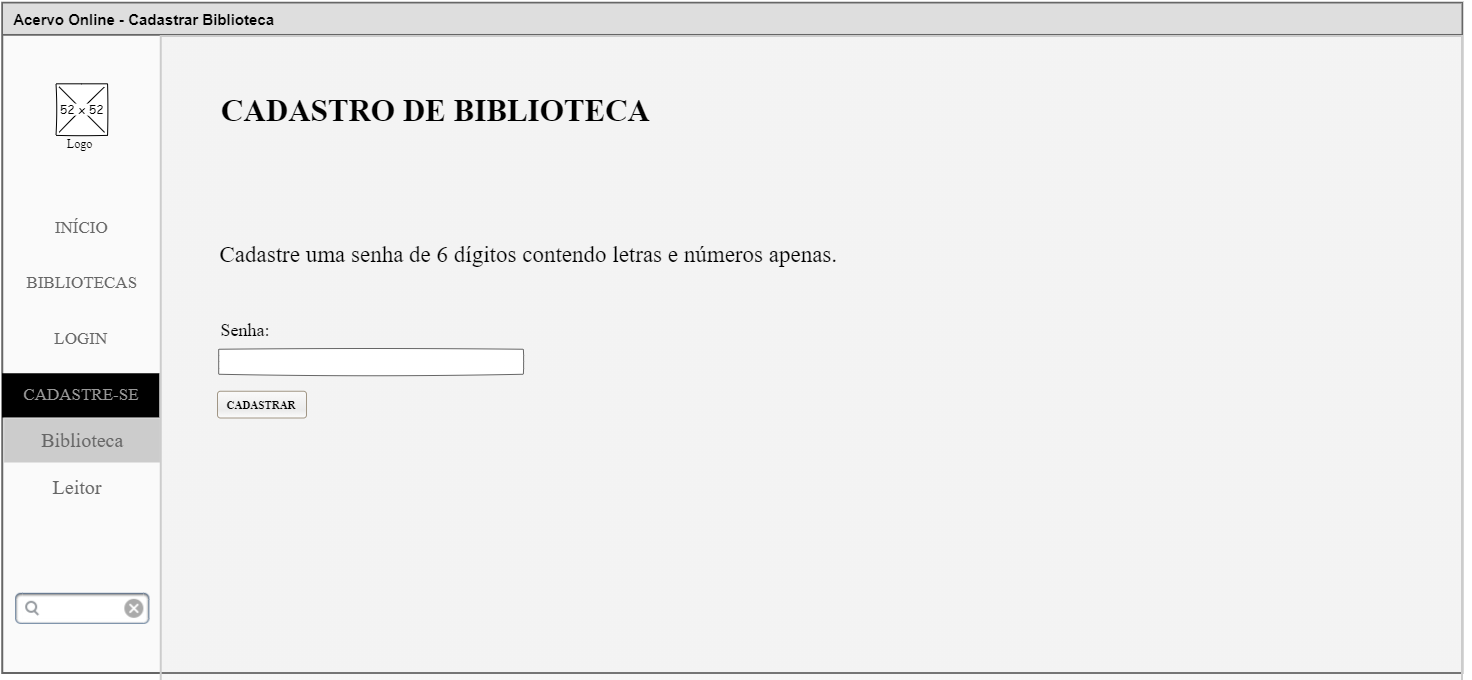 Acervo Online - Cadastrar Biblioteca
52 x 52
Logo
INÍCIO
BIBLIOTECAS
LOGIN
CADASTRE-SE
Biblioteca
Leitor
CADASTRO DE BIBLIOTECA
Cadastre uma senha de 6 dígitos contendo letras e números apenas.
Senha:
CADASTRAR